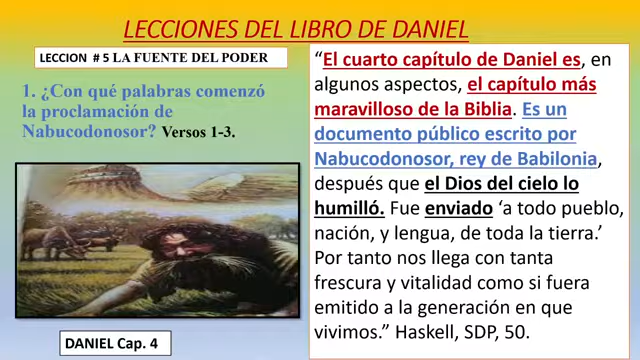 LECCIONES DEL LIBRO DE DANIEL
LECCION # 5 LA FUENTE DEL PODER
1. ¿Con qué palabras comenzó
la proclamación de
Nabucodonosor? Versos 1-3.
DANIEL Cap. 4
“El cuarto capítulo de Daniel es, en
algunos aspectos, el capítulo más
maravilloso de la Biblia. Es un
documento público escrito por
Nabucodonosor, rey de Babilonia,
después que el Dios del cielo lo
humilló. Fue enviado ‘a todo pueblo,
nación, y lengua, de toda la tierra.’
Por tanto nos llega con tanta
frescura y vitalidad como si fuera
emitido a la generación en que
vivimos.” Haskell, SDP, 50.